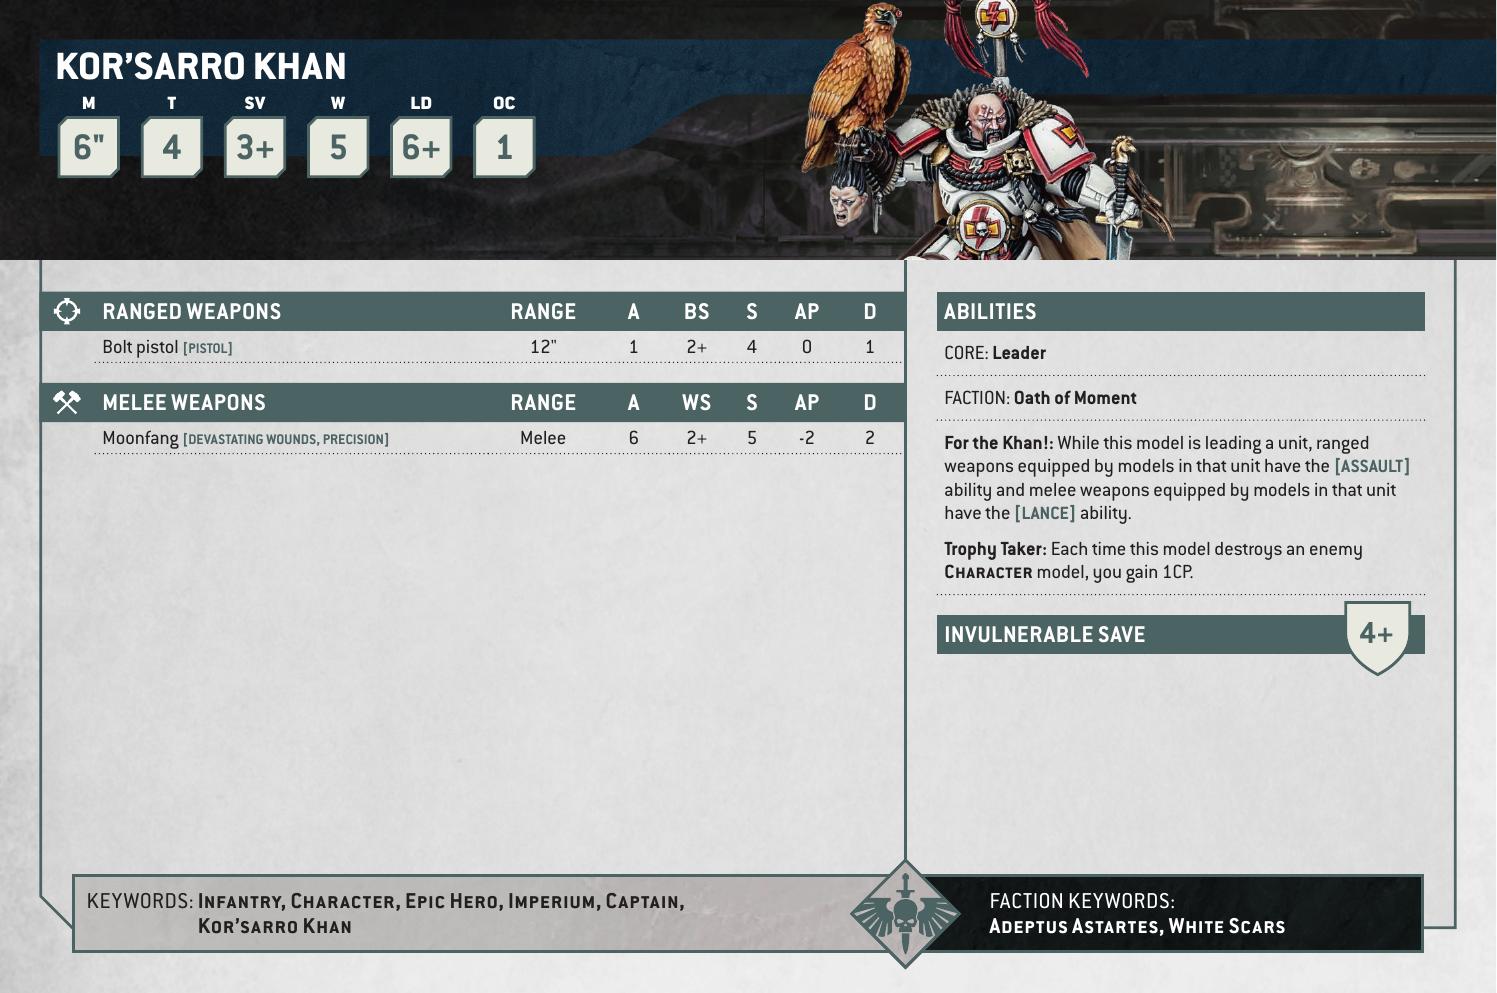 KOR'SARRO KHAN
M T SV W LD OC
6" 4 3+ 5 6+ 1
RANGED WEAPONS RANGE A BS S AP D
Bolt pistol [PISTOL] 12" 1 2+ 4 0 1
MELEE WEAPONS RANGE A WS S AP D
Moonfang [DEVASTATING WOUNDS, PRECISION] Melee 6 2+ 5 -2 2
ABILITIES
CORE: Leader
FACTION: Oath of Moment
For the Khan!: While this model is leading a unit, ranged
weapons equipped by models in that unit have the [ASSAULT]
ability and melee weapons equipped by models in that unit
have the [LANCE] ability.
Trophy Taker: Each time this model destroys an enemy
CHARACTER model, you gain 1CP.
INVULNERABLE SAVE 4+
KEYWORDS: INFANTRY, CHARACTER, EPIC HERO, IMPERIUM, CAPTAIN,
KOR'SARRO KHAN
FACTION KEYWORDS:
ADEPTUS ASTARTES, WHITE SCARS